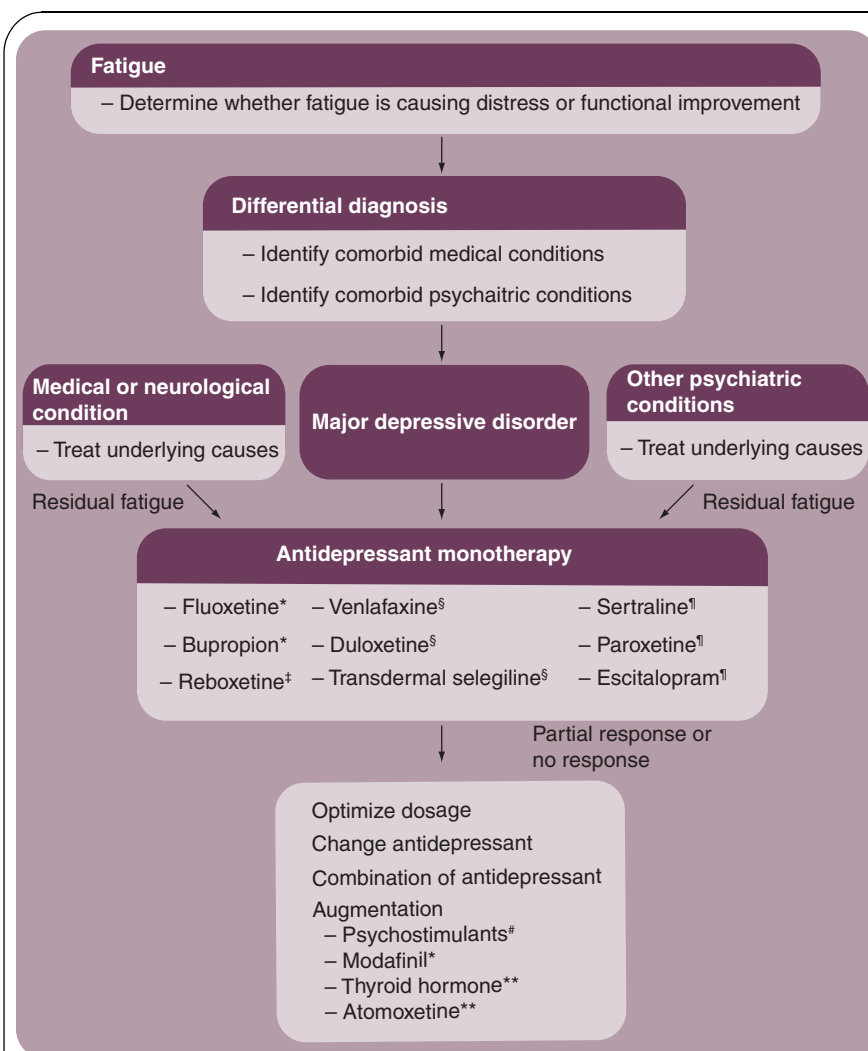 Fatigue
– Determine whether fatigue is causing distress or functional improvement
Differential diagnosis
– Identify comorbid medical conditions
– Identify comorbid psychaitric conditions
Medical or neurological
condition
– Treat underlying causes
Major depressive disorder
Other psychiatric
conditions
– Treat underlying causes
Residual fatigue
Residual fatigue
Antidepressant monotherapy
– Fluoxetine* – Venlafaxine§ – Sertraline¶
– Bupropion* – Duloxetine§ – Paroxetine¶
– Reboxetine‡ – Transdermal selegiline§ – Escitalopram¶
Partial response or
no response
Optimize dosage
Change antidepressant
Combination of antidepressant
Augmentation
– Psychostimulants#
– Modafinil*
– Thyroid hormone**
– Atomoxetine**